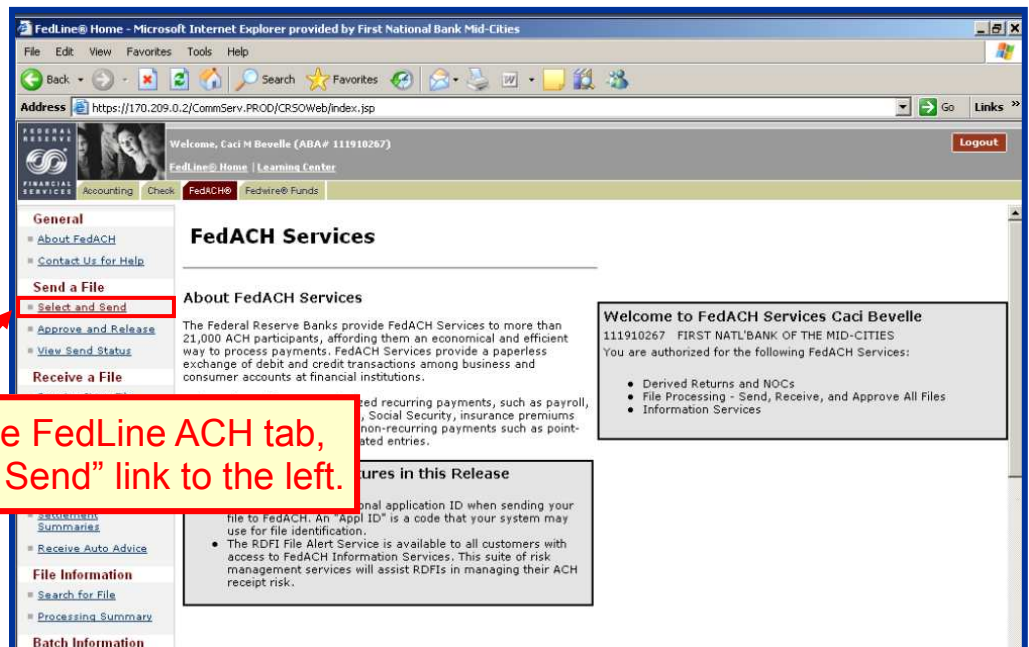 FedLine® Home - Microsoft Internet Explorer provided by First National Bank Mid-Cities
File Edit View Favorites Tools Help
Back Search Favorites
Address https://170.209.0.2/CommServ.PROD/CRSOWeb/index.jsp Go Links »
FEDERAL RESERVE
FINANCIAL SERVICES
Welcome, Caci M Bevelle (ABA# 111910267)
FedLine® Home | Learning Center
Logout
Accounting Check FedACH® Fedwire® Funds
General
About FedACH
Contact Us for Help
Send a File
Select and Send
Approve and Release
View Send Status
Receive a File
Settlement
Summaries
Receive Auto Advice
File Information
Search for File
Processing Summary
Batch Information
FedACH Services
About FedACH Services
The Federal Reserve Banks provide FedACH Services to more than
21,000 ACH participants, affording them an economical and efficient
way to process payments. FedACH Services provide a paperless
exchange of debit and credit transactions among business and
consumer accounts at financial institutions.
zed recurring payments, such as payroll,
, Social Security, insurance premiums
non-recurring payments such as point-
ated entries.
e FedLine ACH tab,
Send” link to the left.
tures in this Release
onal application ID when sending your
file to FedACH. An "Appl ID" is a code that your system may
use for file identification.
The RDFI File Alert Service is available to all customers with
access to FedACH Information Services. This suite of risk
management services will assist RDFIs in managing their ACH
receipt risk.
Welcome to FedACH Services Caci Bevelle
111910267 FIRST NATL'BANK OF THE MID-CITIES
You are authorized for the following FedACH Services:
Derived Returns and NOCs
File Processing - Send, Receive, and Approve All Files
Information Services